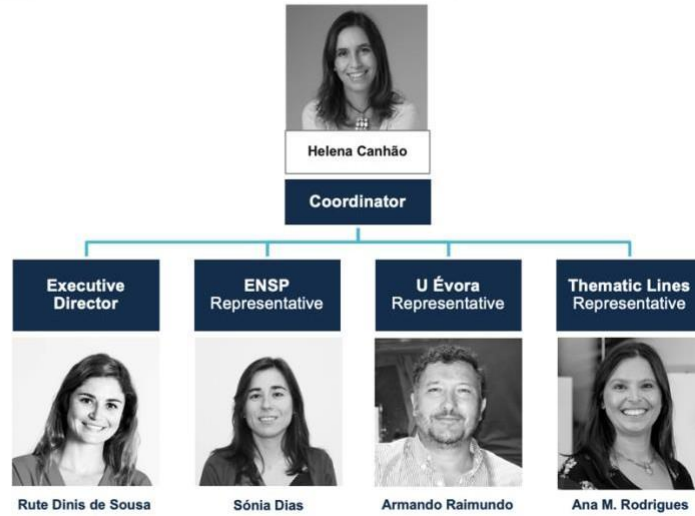 Helena Canhão
Coordinator
Executive
Director
ENSP
Representative
U Évora
Representative
Thematic Lines
Representative
Rute Dinis de Sousa
Sónia Dias
Armando Raimundo
Ana M. Rodrigues